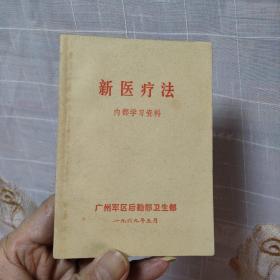 新医疗法
内部学习资料
广州军区后勤部卫生部
一九六九年五月